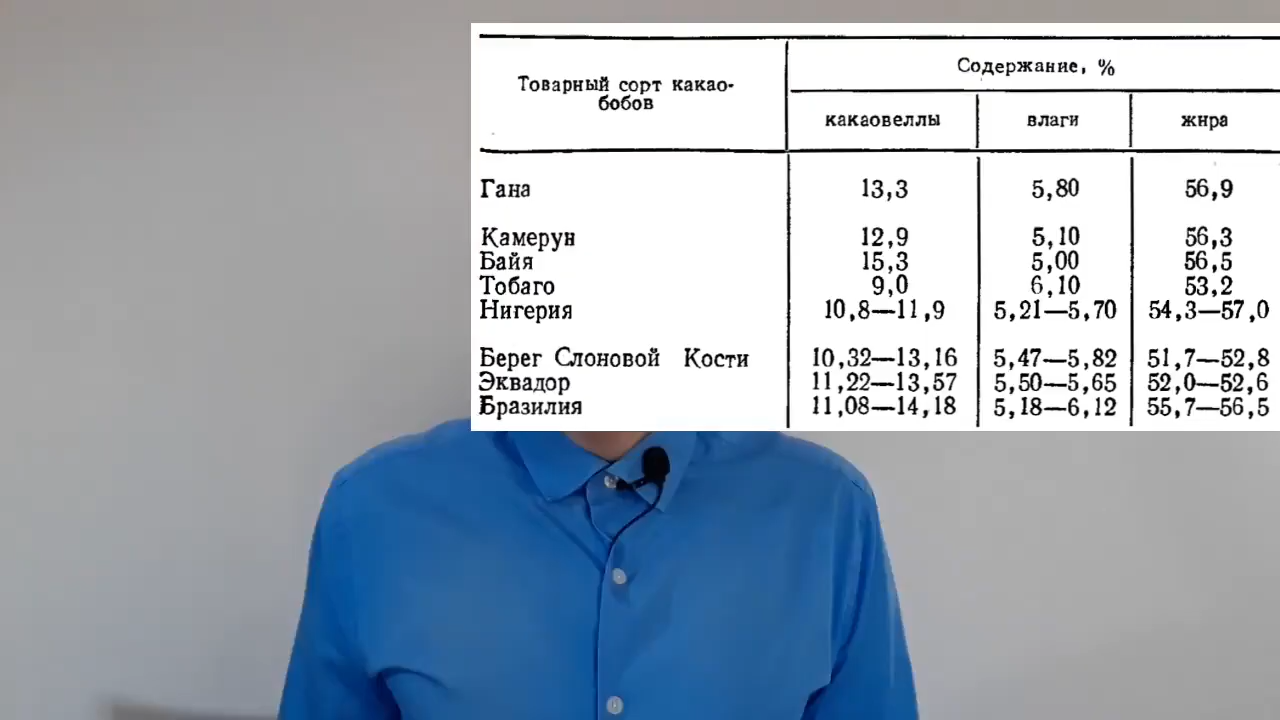 Товарный сорт какао-
бобов
Содержание, %
какаовеллы влаги жира
Гана 13,3 5,80 56,9
Камерун 12,9 5,10 56,3
Байя 15,3 5,00 56,5
Тобаго 9,0 6,10 53,2
Нигерия 10,8—11,9 5,21—5,70 54,3—57,0
Берег Слоновой Кости 10,32—13,16 5,47—5,82 51,7—52,8
Эквадор 11,22—13,57 5,50—5,65 52,0—52,6
Бразилия 11,08—14,18 5,18—6,12 55,7—56,5